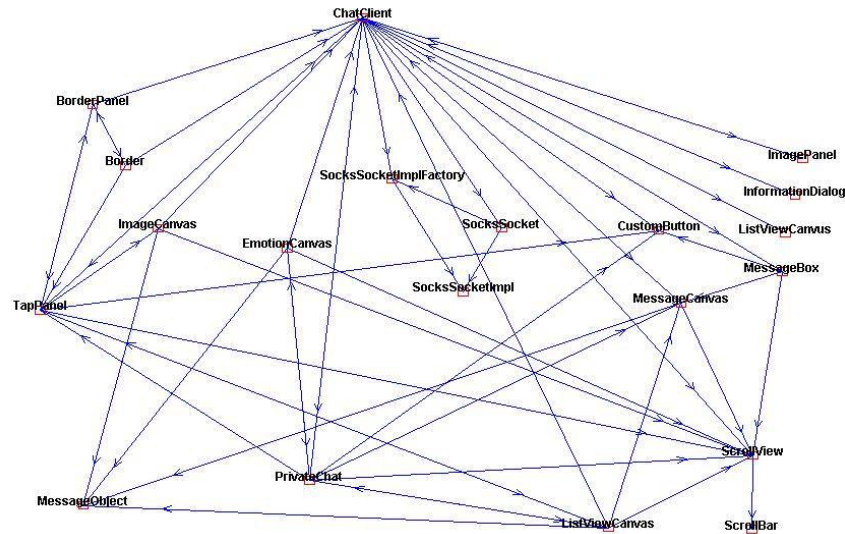 ChatClient
BorderPanel
Border
ImagePanel
SocksSocketImplFactory
InformationDialog
ImageCanvas
EmotionCanvas
SocksSocket
CustomButton
ListViewCanvus
MessageBox
SocksSocketImpl
MessageCanvas
TapPanel
ScrollView
PrivateChat
MessageObject
ListViewCanvas
ScrollBar